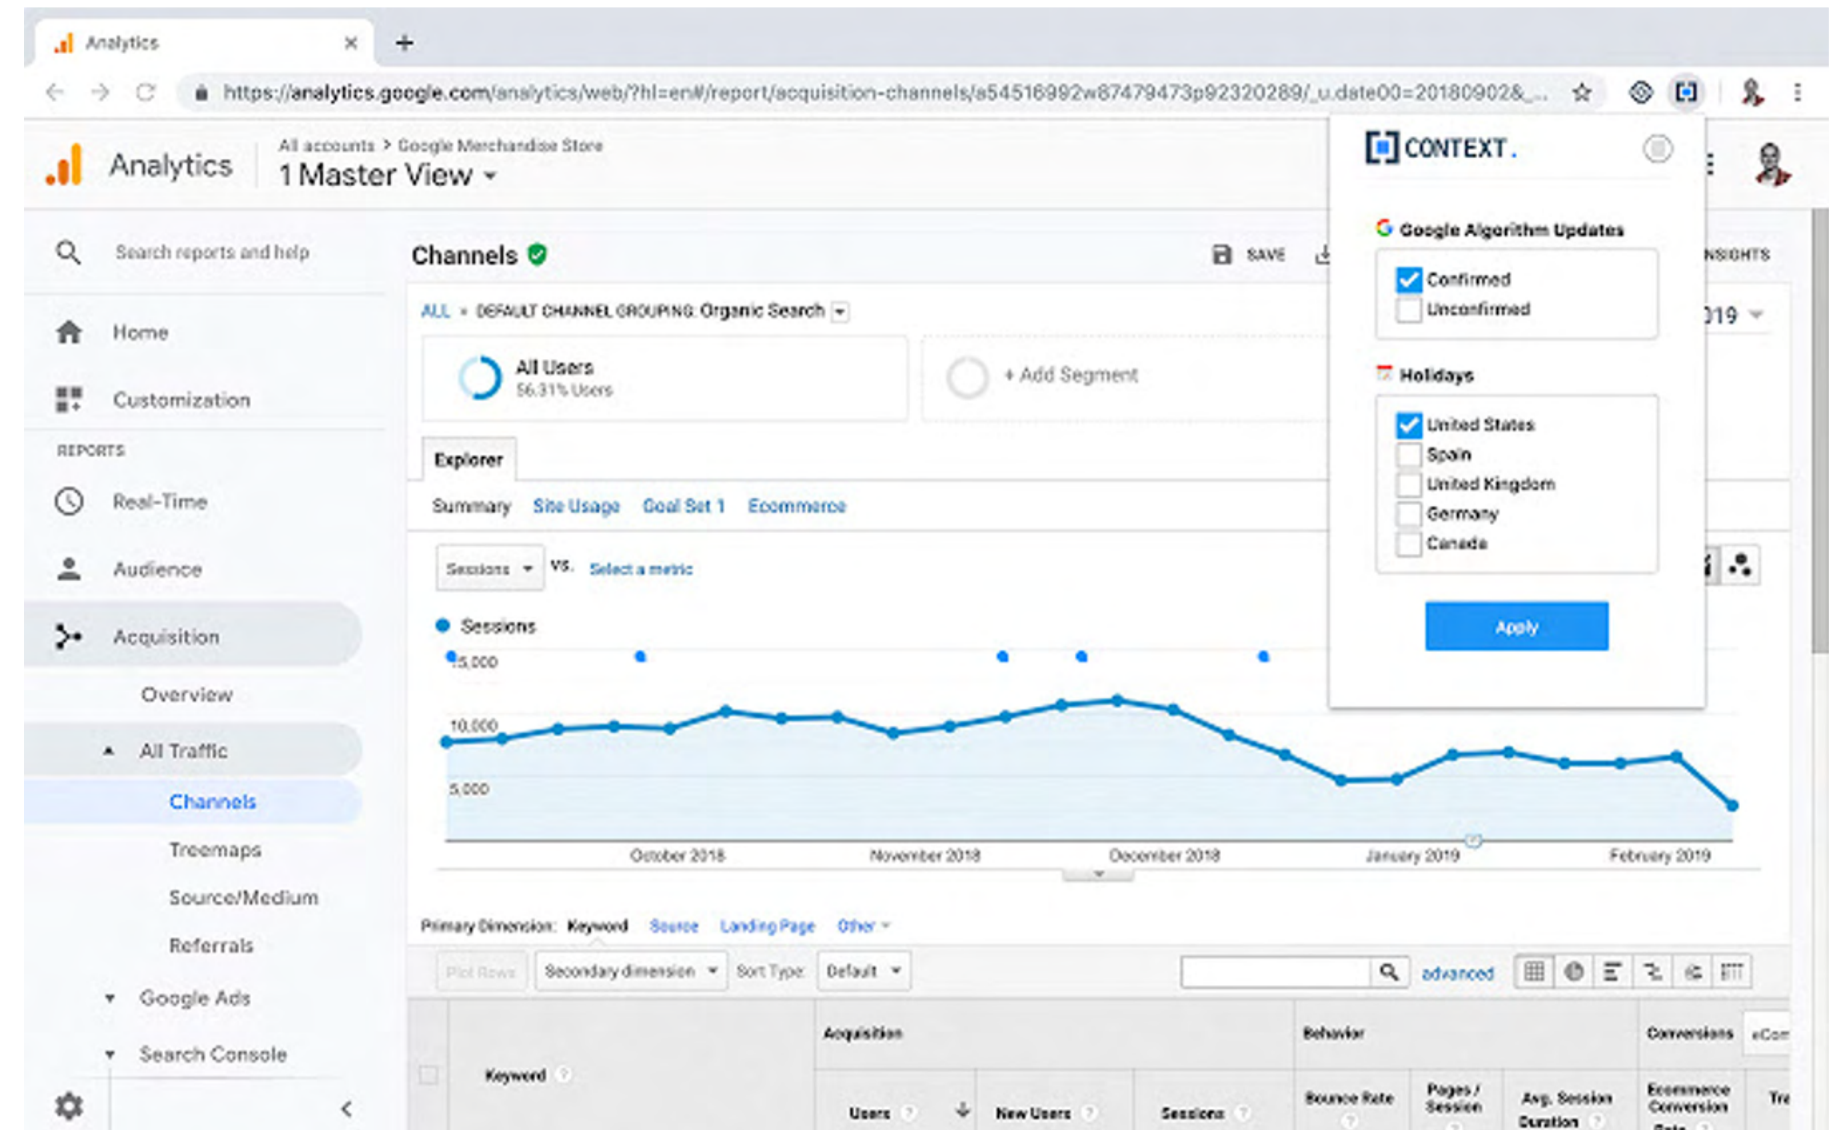 Analytics
https://analytics.google.com/analytics/web/?hl=en#/report/acquisition-channels/a54516992w87479473p92320289/_u.date00=20180902&_...
Analytics
All accounts > Google Merchandise Store
1 Master View
Search reports and help
Home
Customization
REPORTS
Real-Time
Audience
Acquisition
Overview
All Traffic
Channels
Treemaps
Source/Medium
Referrals
Google Ads
Search Console
Channels
SAVE
NSIGHTS
ALL » DEFAULT CHANNEL GROUPING: Organic Search
019
All Users
56.31% Users
+ Add Segment
Explorer
Summary Site Usage Goal Set 1 Ecommerce
Sessions VS. Select a metric
Sessions
15,000
10,000
5,000
October 2018 November 2018 December 2018 January 2019 February 2019
Primary Dimension: Keyword Source Landing Page Other
Plot Rows Secondary dimension Sort Type: Default advanced
Acquisition Behavior Conversions eCom
Keyword
Users New Users Sessions Bounce Rate Pages / Session Avg. Session Duration Ecommerce Conversion Rate Tra
CONTEXT.
Google Algorithm Updates
Confirmed
Unconfirmed
Holidays
United States
Spain
United Kingdom
Germany
Canada
Apply